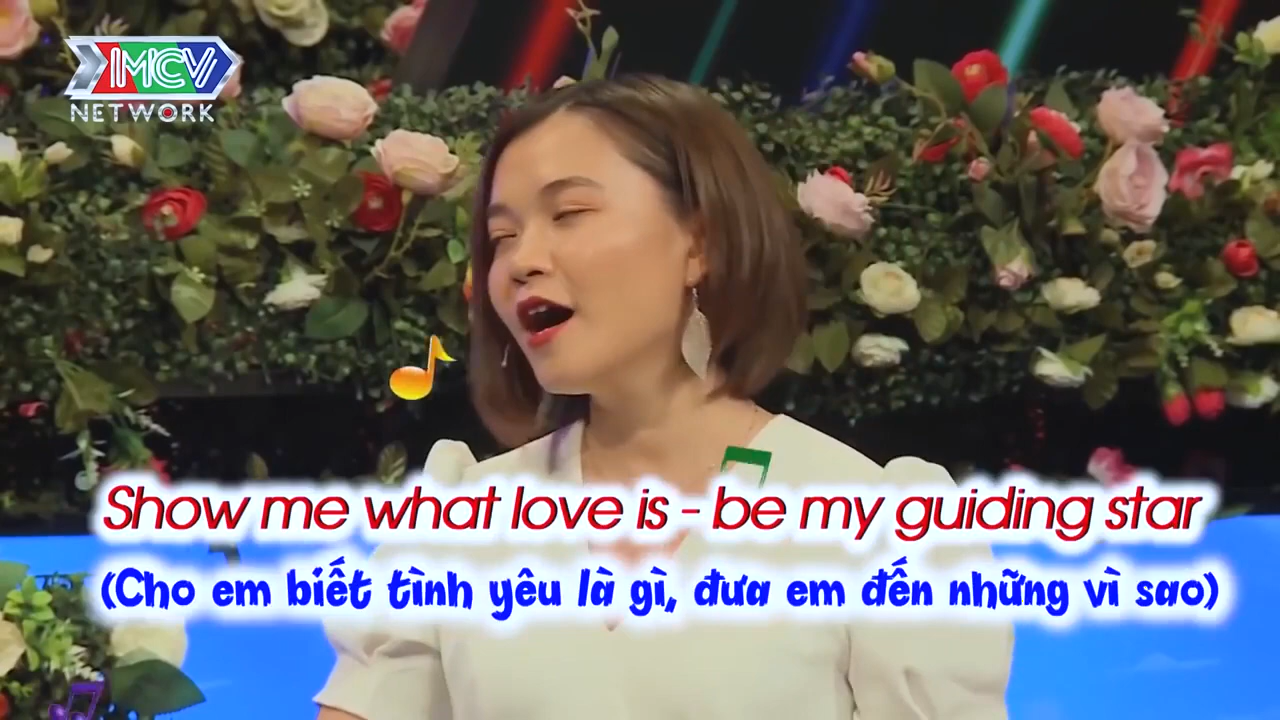 MCV
NETWORK
Show me what love is - be my guiding star
(Cho em biết tình yêu là gì, đưa em đến những vì sao)